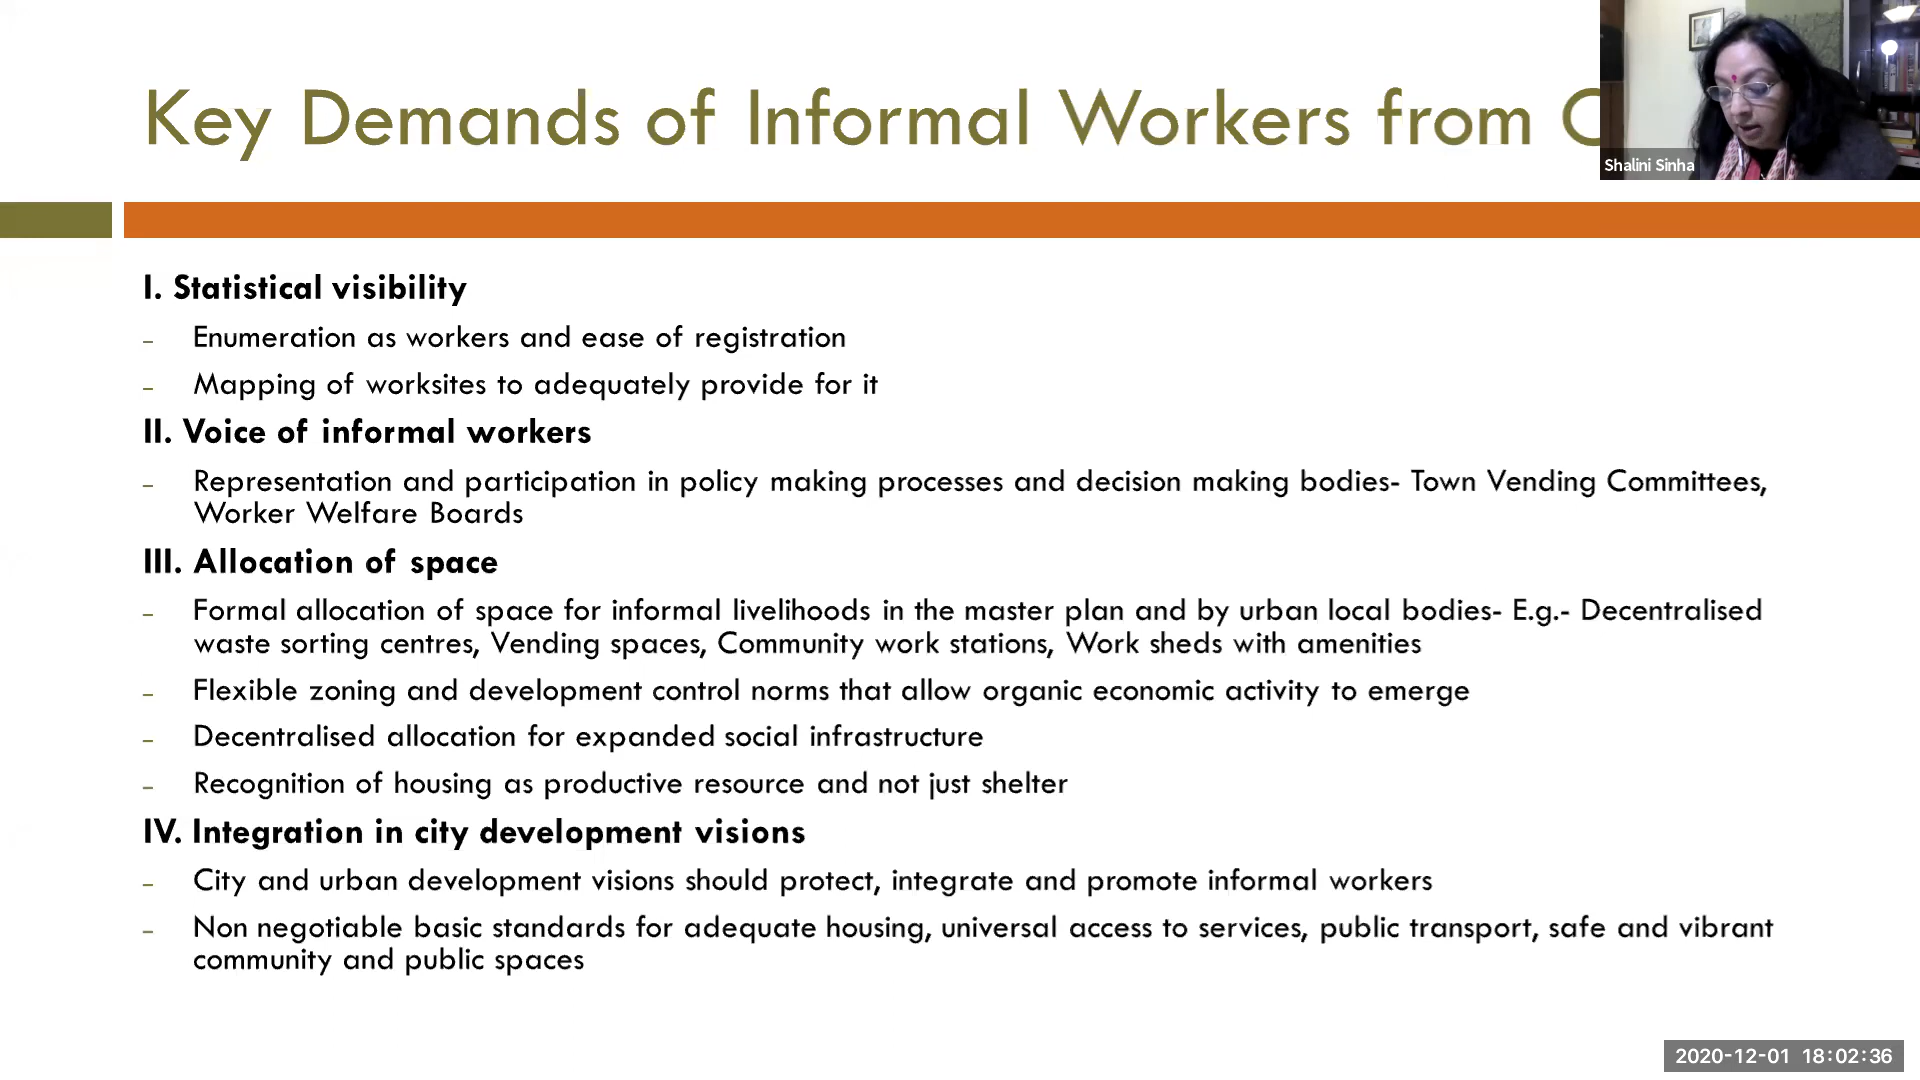 Key Demands of Informal Workers from
Shalini Sinha
I. Statistical visibility
– Enumeration as workers and ease of registration
– Mapping of worksites to adequately provide for it
II. Voice of informal workers
– Representation and participation in policy making processes and decision making bodies- Town Vending Committees,
Worker Welfare Boards
III. Allocation of space
– Formal allocation of space for informal livelihoods in the master plan and by urban local bodies- E.g.- Decentralised
waste sorting centres, Vending spaces, Community work stations, Work sheds with amenities
– Flexible zoning and development control norms that allow organic economic activity to emerge
– Decentralised allocation for expanded social infrastructure
– Recognition of housing as productive resource and not just shelter
IV. Integration in city development visions
– City and urban development visions should protect, integrate and promote informal workers
– Non negotiable basic standards for adequate housing, universal access to services, public transport, safe and vibrant
community and public spaces
2020-12-01 18:02:36